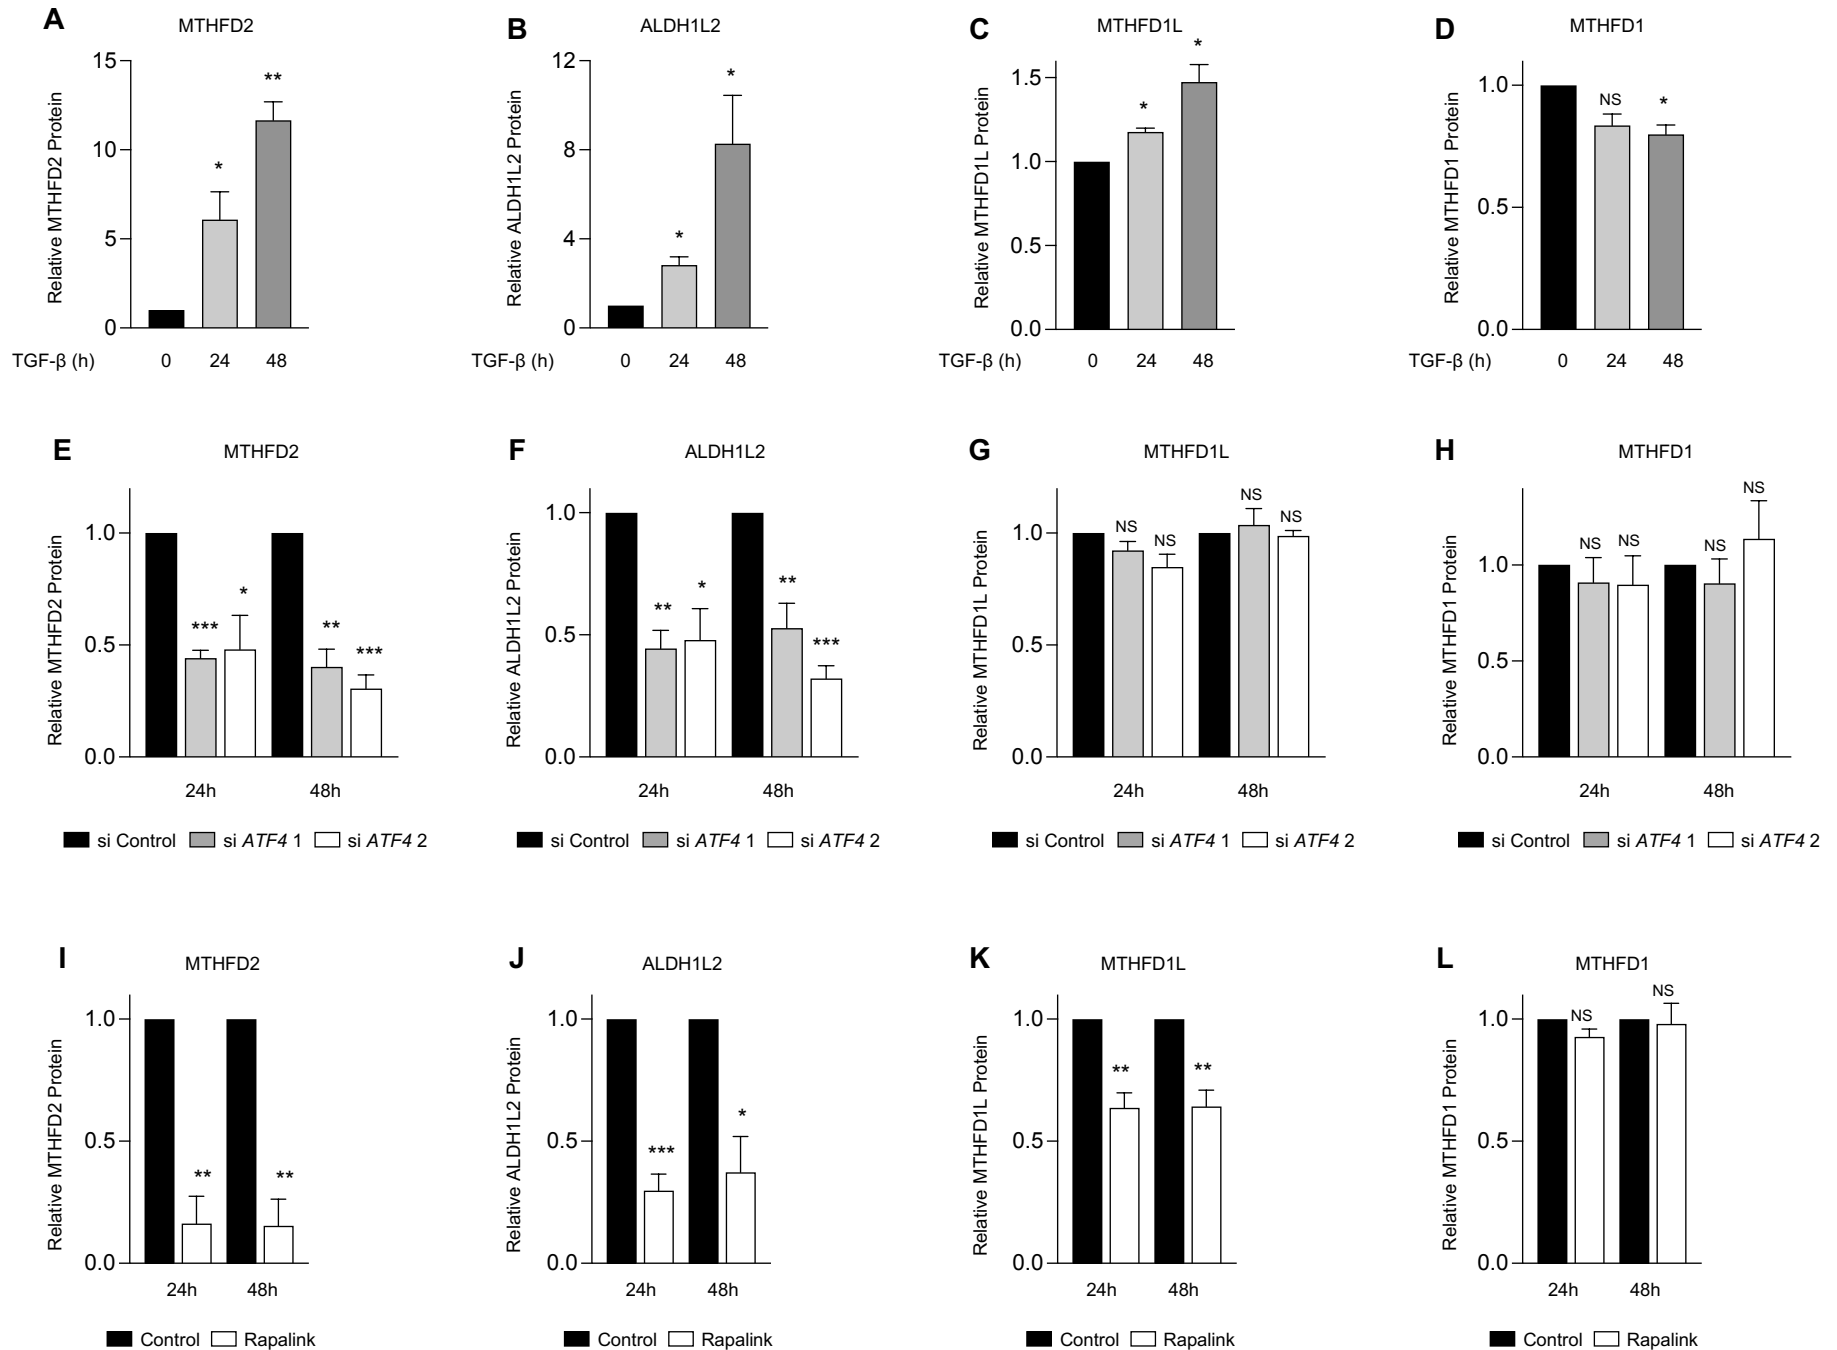 A MTHFD2
Relative MTHFD2 Protein
15
10
5
0
*
**
TGF-β (h) 0 24 48
B ALDH1L2
Relative ALDH1L2 Protein
12
8
4
0
*
*
TGF-β (h) 0 24 48
C MTHFD1L
Relative MTHFD1L Protein
1.5
1.0
0.5
0.0
*
*
TGF-β (h) 0 24 48
D MTHFD1
Relative MTHFD1 Protein
1.0
0.5
0.0
NS
*
TGF-β (h) 0 24 48
E MTHFD2
Relative MTHFD2 Protein
1.0
0.5
0.0
***
*
**
***
24h 48h
si Control si ATF4 1 si ATF4 2
F ALDH1L2
Relative ALDH1L2 Protein
1.0
0.5
0.0
**
*
**
***
24h 48h
si Control si ATF4 1 si ATF4 2
G MTHFD1L
Relative MTHFD1L Protein
1.0
0.5
0.0
NS
NS
NS
NS
24h 48h
si Control si ATF4 1 si ATF4 2
H MTHFD1
Relative MTHFD1 Protein
1.0
0.5
0.0
NS
NS
NS
NS
24h 48h
si Control si ATF4 1 si ATF4 2
I MTHFD2
Relative MTHFD2 Protein
1.0
0.5
0.0
**
**
24h 48h
Control Rapalink
J ALDH1L2
Relative ALDH1L2 Protein
1.0
0.5
0.0
***
*
24h 48h
Control Rapalink
K MTHFD1L
Relative MTHFD1L Protein
1.0
0.5
0.0
**
**
24h 48h
Control Rapalink
L MTHFD1
Relative MTHFD1 Protein
1.0
0.5
0.0
NS
NS
24h 48h
Control Rapalink